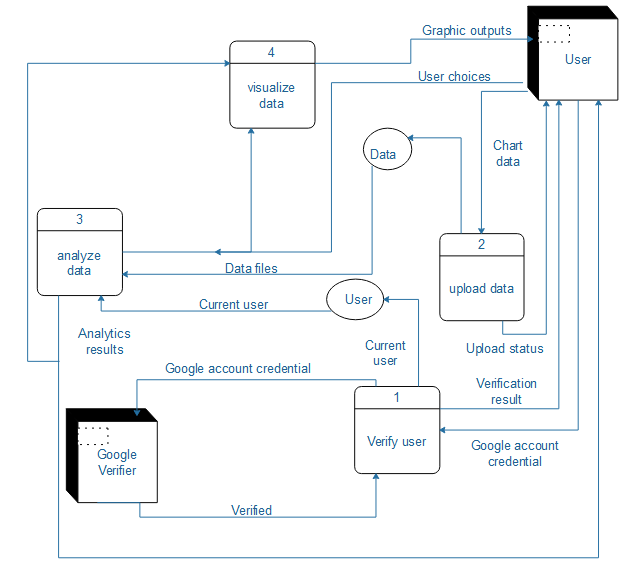 Graphic outputs
4
visualize
data
User
User choices
Data
Chart
data
3
analyze
data
2
upload data
Data files
User
Current user
Analytics
results
Current
user
Upload status
Google account credential
Verification
result
1
Verify user
Google
Verifier
Google account
credential
Verified